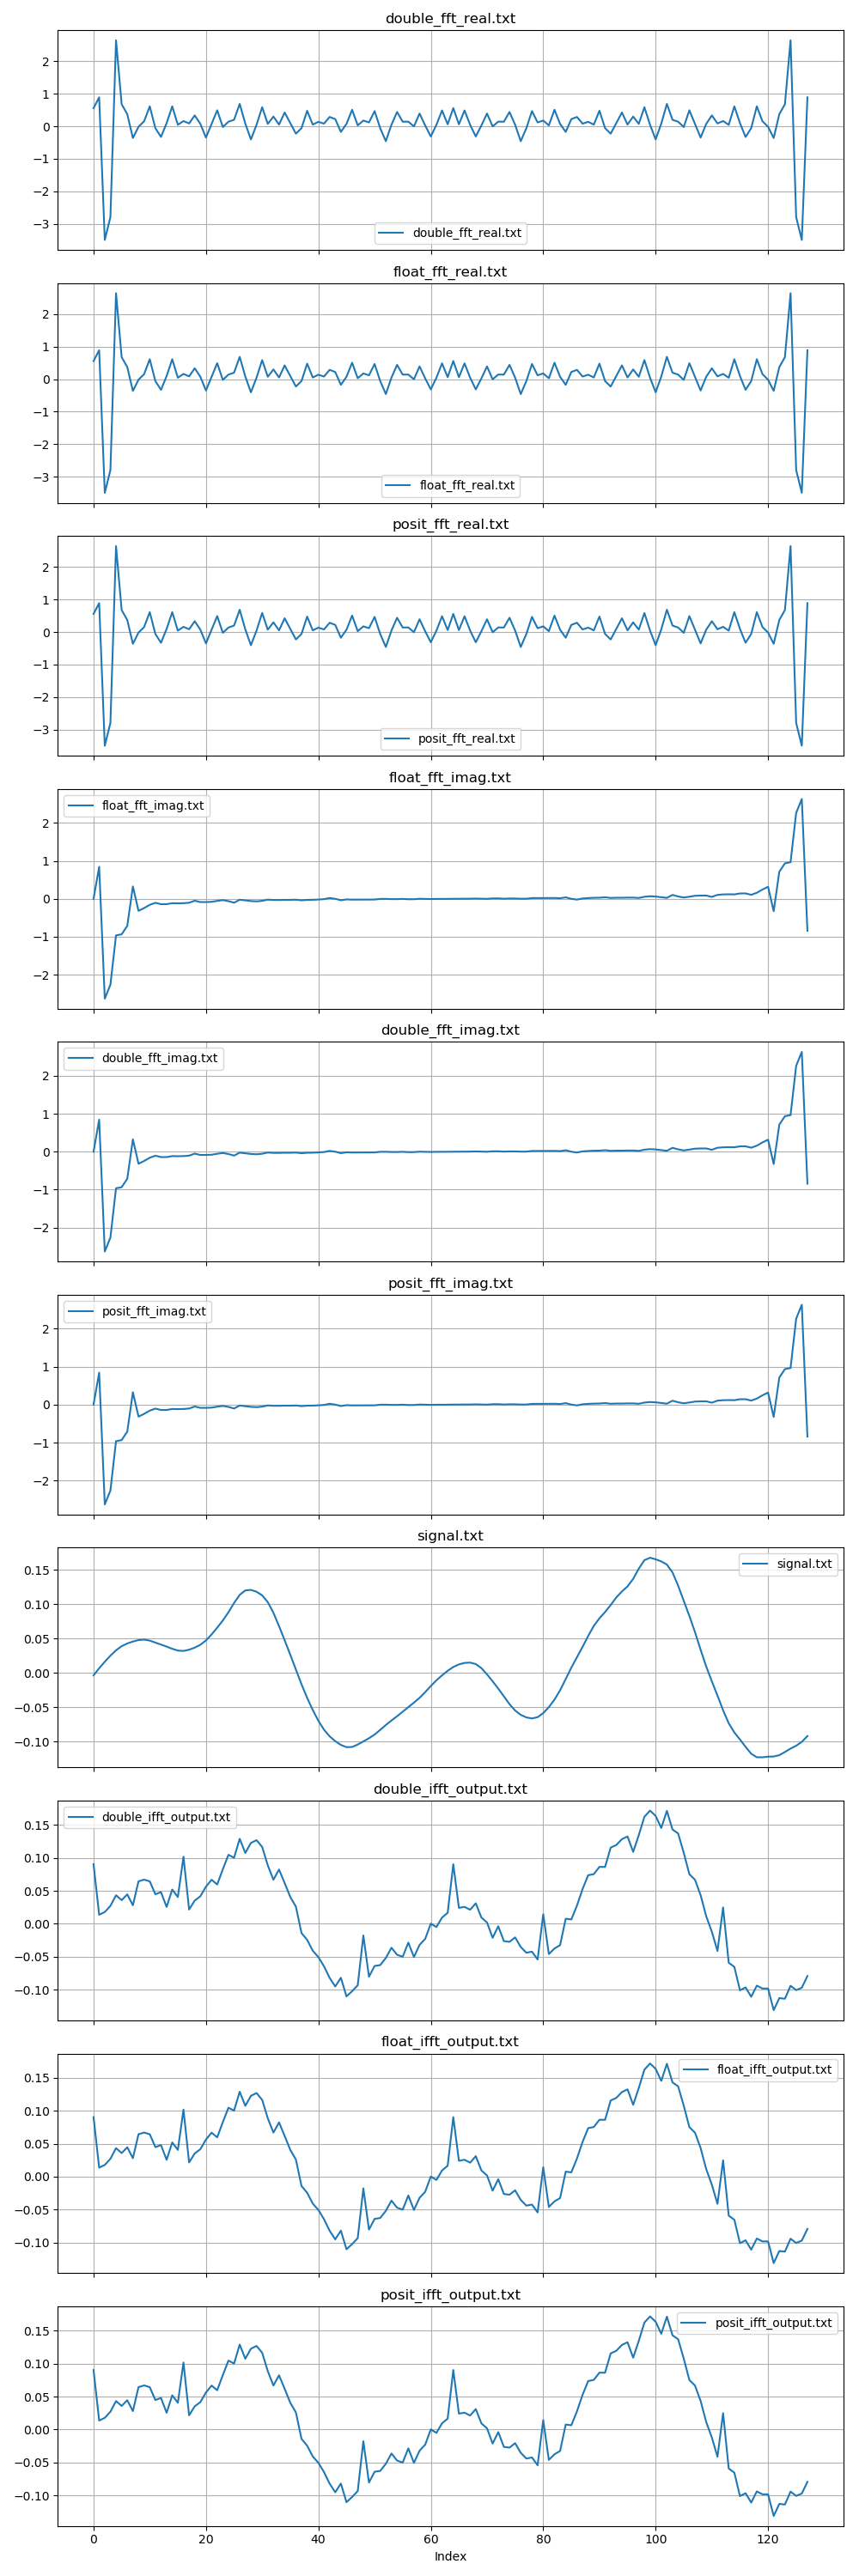 double_fft_real.txt
2
1
0
−1
−2
−3
double_fft_real.txt
float_fft_real.txt
2
1
0
−1
−2
−3
float_fft_real.txt
posit_fft_real.txt
2
1
0
−1
−2
−3
posit_fft_real.txt
float_fft_imag.txt
float_fft_imag.txt
2
1
0
−1
−2
double_fft_imag.txt
double_fft_imag.txt
2
1
0
−1
−2
posit_fft_imag.txt
posit_fft_imag.txt
2
1
0
−1
−2
signal.txt
signal.txt
0.15
0.10
0.05
0.00
−0.05
−0.10
double_ifft_output.txt
double_ifft_output.txt
0.15
0.10
0.05
0.00
−0.05
−0.10
float_ifft_output.txt
float_ifft_output.txt
0.15
0.10
0.05
0.00
−0.05
−0.10
posit_ifft_output.txt
posit_ifft_output.txt
0.15
0.10
0.05
0.00
−0.05
−0.10
0 20 40 60 80 100 120
Index